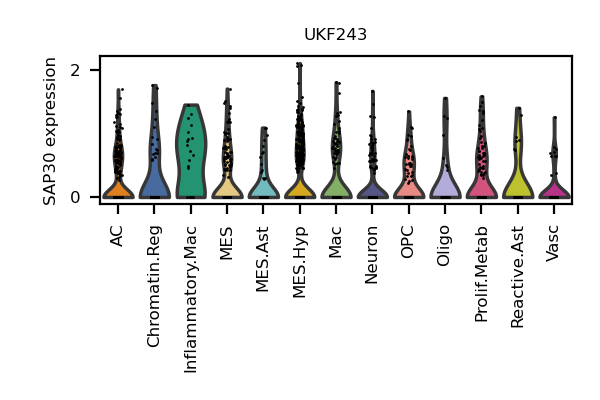 UKF243
SAP30 expression
2
0
AC
Chromatin.Reg
Inflammatory.Mac
MES
MES.Ast
MES.Hyp
Mac
Neuron
OPC
Oligo
Prolif.Metab
Reactive.Ast
Vasc